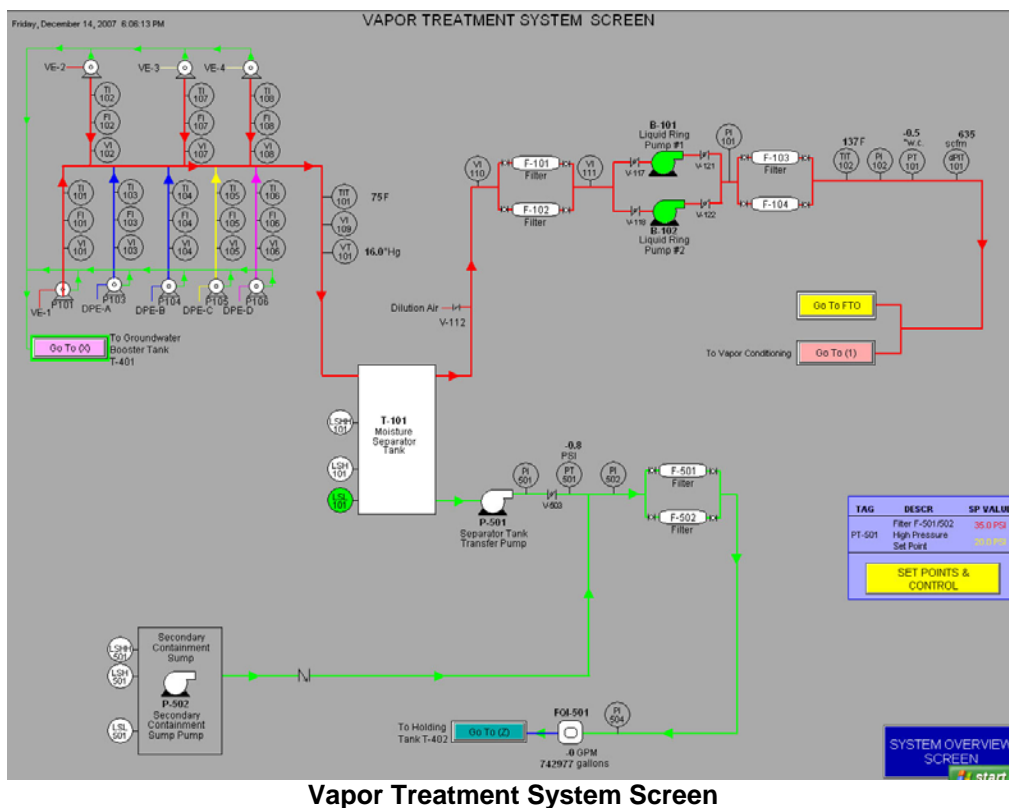 Friday, December 14, 2007 6:06:13 PM
VAPOR TREATMENT SYSTEM SCREEN
VE-2
VE-3
VE-4
TI
102
TI
107
TI
108
FI
102
FI
107
FI
108
VI
102
VI
107
VI
108
TI
101
TI
103
TI
104
TI
105
TI
106
FI
101
FI
103
FI
104
FI
105
FI
106
VI
101
VI
103
VI
104
VI
105
VI
106
P101
P103
P104
P105
P106
VE-1
DPE-A
DPE-B
DPE-C
DPE-D
Go To (X)
To Groundwater
Booster Tank
T-401
TIT
101
75F
VI
109
VT
101
16.0"Hg
VI
110
F-101
Filter
F-102
Filter
VI
111
B-101
Liquid Ring
Pump #1
V-117
V-121
V-118
V-122
B-102
Liquid Ring
Pump #2
PI
101
F-103
Filter
F-104
137F
TIT
102
PI
102
-0.5
"w.c.
PT
101
635
scfm
dPIT
101
Dilution Air
V-112
Go To FTO
To Vapor Conditioning
Go To (1)
T-101
Moisture
Separator
Tank
LSHH
101
LSH
101
LSL
101
P-501
Separator Tank
Transfer Pump
PI
501
V-503
-0.8
PSI
PT
501
PI
502
F-501
Filter
F-502
Filter
TAG DESCR SP VALUE
PT-501
Filter F-501/502
High Pressure
Set Point
35.0 PSI
20.0 PSI
SET POINTS &
CONTROL
Secondary
Containment
Sump
LSHH
501
LSH
501
LSL
501
P-502
Secondary
Containment
Sump Pump
To Holding
Tank T-402
Go To (Z)
FQI-501
-0 GPM
742977 gallons
PI
504
SYSTEM OVERVIEW
SCREEN
start
Vapor Treatment System Screen